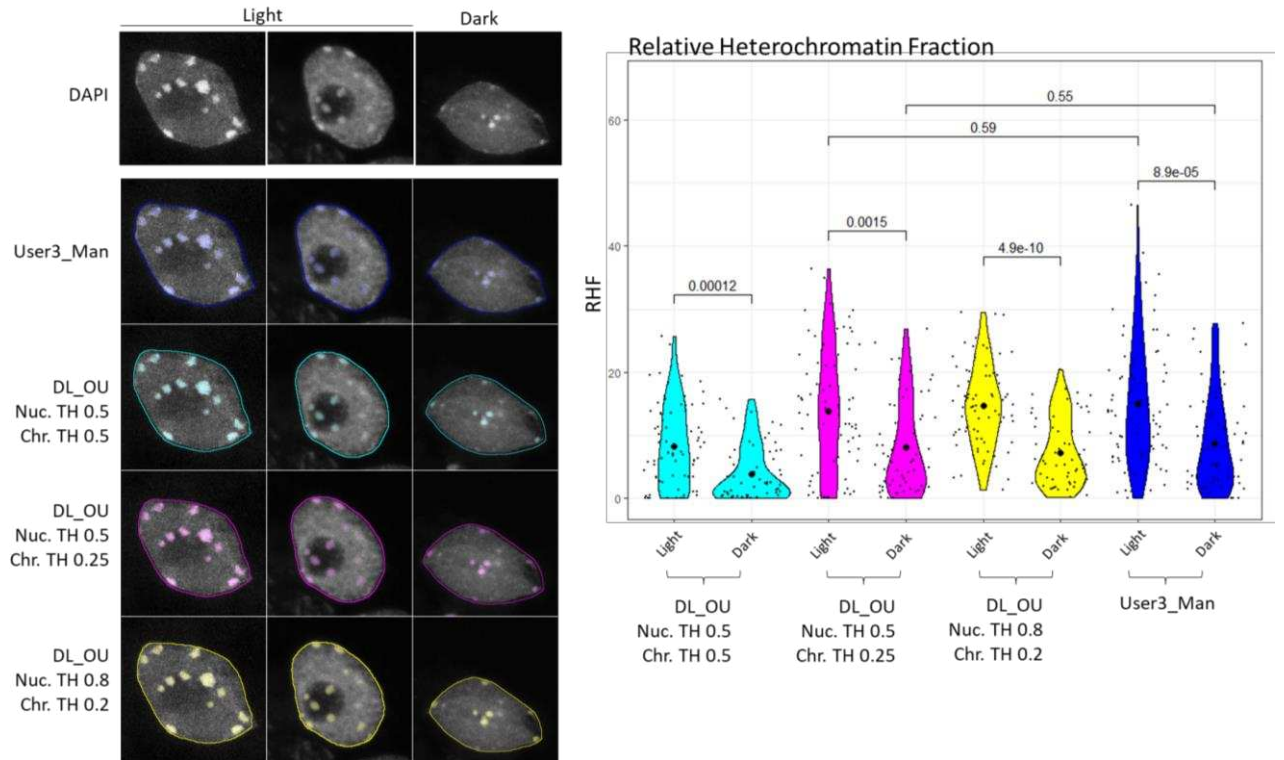 Light
Dark
DAPI
User3_Man
DL_OU
Nuc. TH 0.5
Chr. TH 0.5
DL_OU
Nuc. TH 0.5
Chr. TH 0.25
DL_OU
Nuc. TH 0.8
Chr. TH 0.2
Relative Heterochromatin Fraction
0.55
60
0.59
8.9e-05
0.0015
40
4.9e-10
0.00012
RHF
20
0
Light Dark Light Dark Light Dark Light Dark
DL_OU DL_OU DL_OU User3_Man
Nuc. TH 0.5 Nuc. TH 0.5 Nuc. TH 0.8
Chr. TH 0.5 Chr. TH 0.25 Chr. TH 0.2